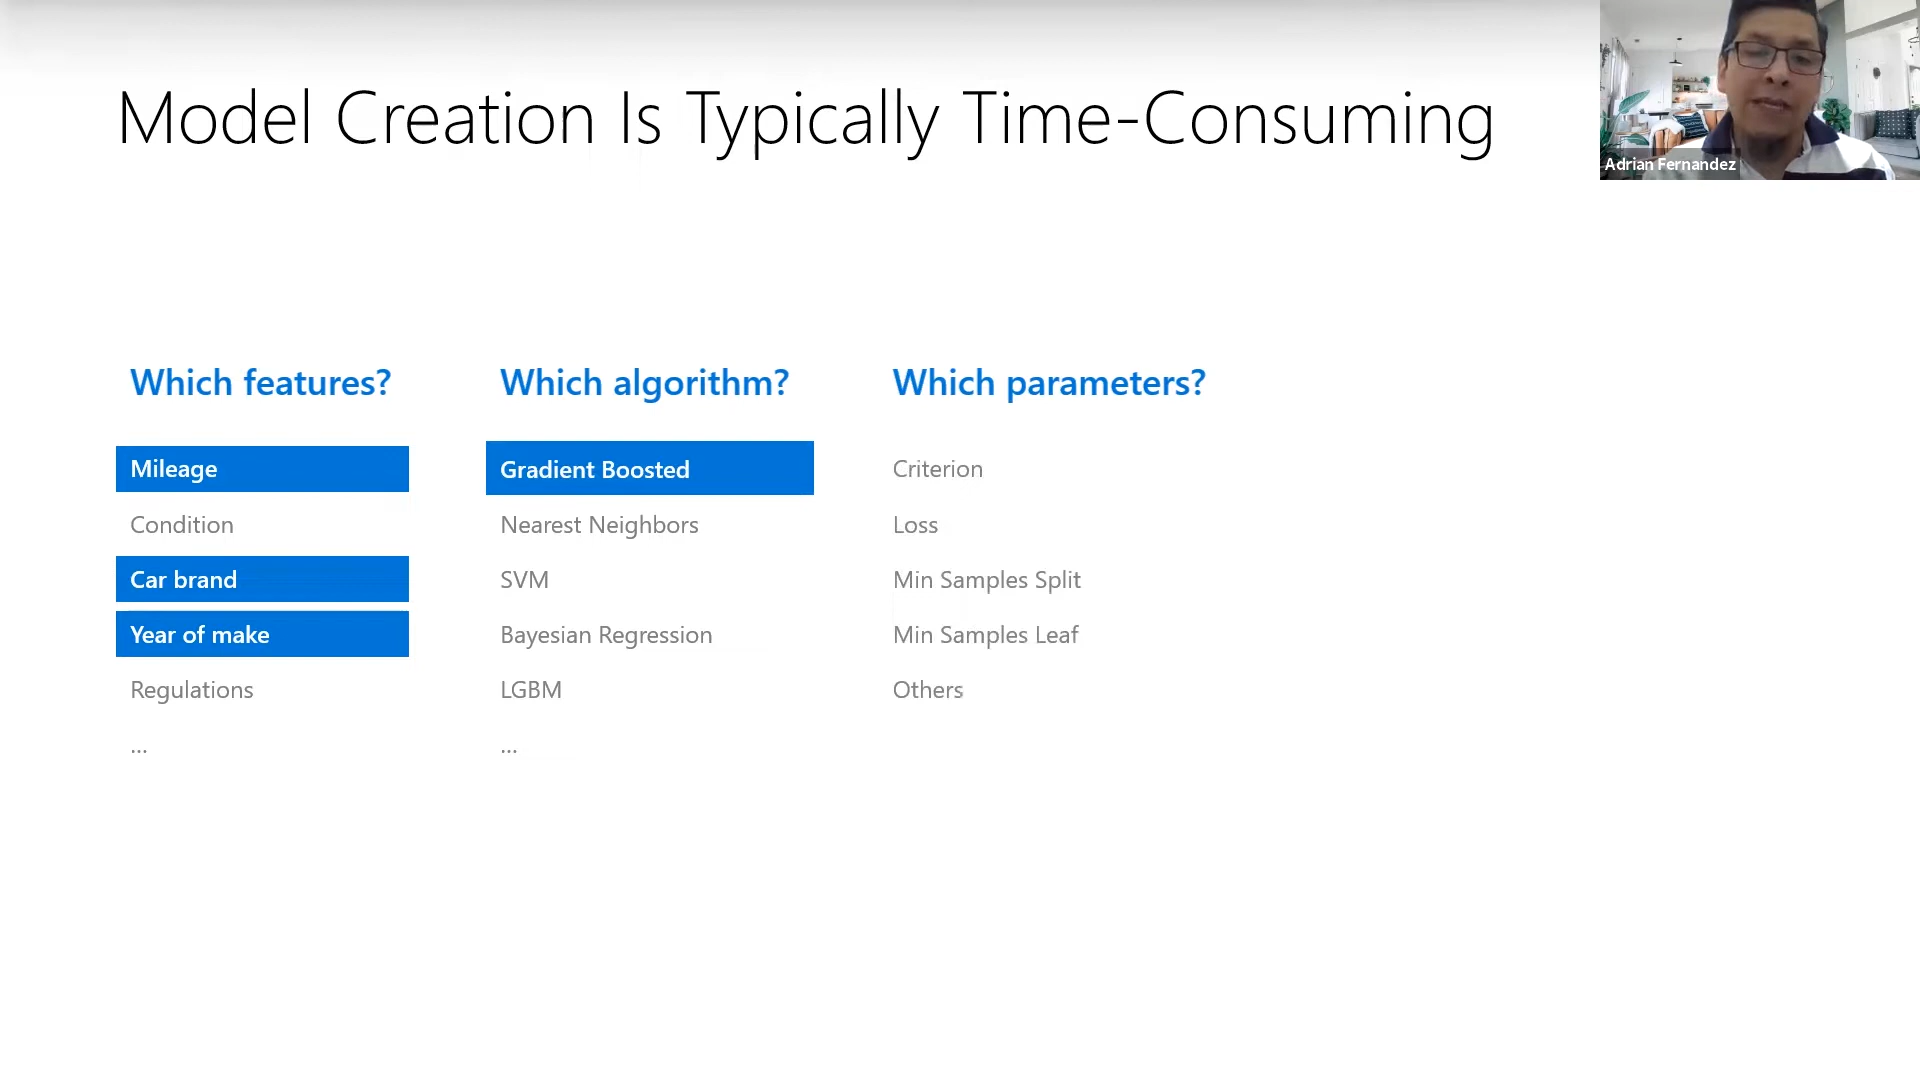 Model Creation Is Typically Time-Consuming
Adrian Fernandez
Which features?
Mileage
Condition
Car brand
Year of make
Regulations
...
Which algorithm?
Gradient Boosted
Nearest Neighbors
SVM
Bayesian Regression
LGBM
...
Which parameters?
Criterion
Loss
Min Samples Split
Min Samples Leaf
Others